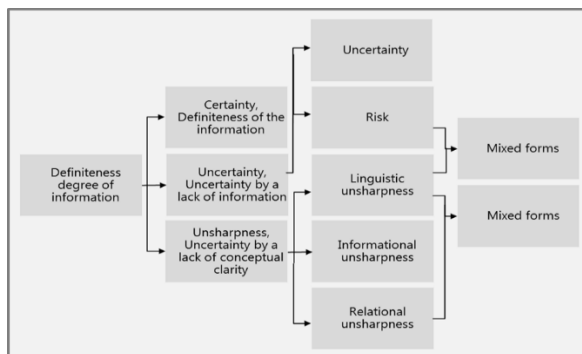 Uncertainty
Certainty,
Definiteness of the
information
Risk
Mixed forms
Definiteness
degree of
information
Uncertainty,
Uncertainty by a
lack of information
Linguistic
unsharpness
Mixed forms
Unsharpness,
Uncertainty by a
lack of conceptual
clarity
Informational
unsharpness
Relational
unsharpness